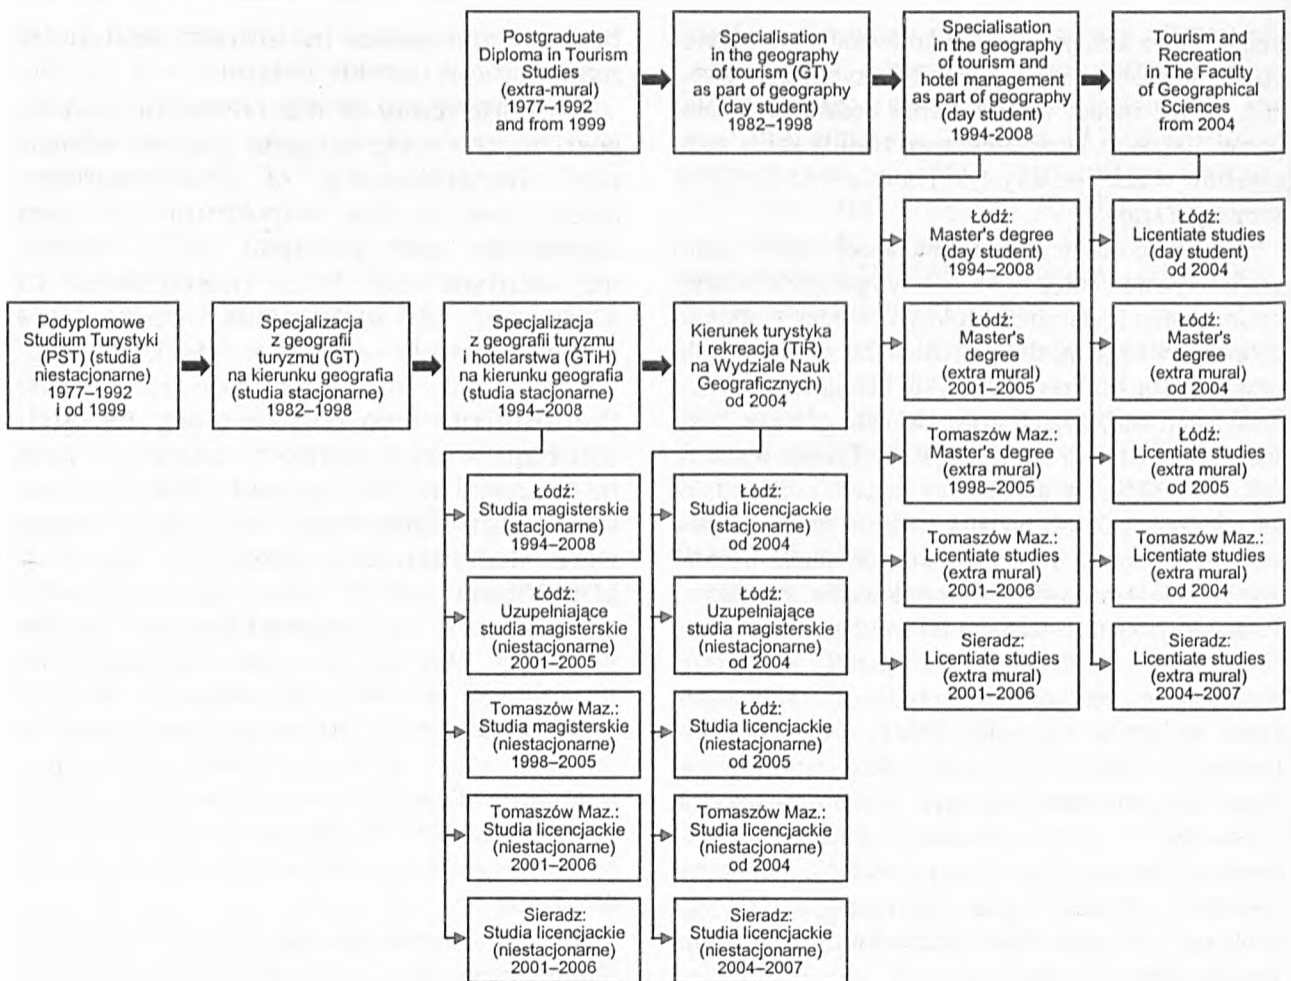 Postgraduate
Diploma in Tourism
Studies
(extra-mural)
1977–1992
and from 1999
Specialisation
in the geography
of tourism (GT)
as part of geography
(day student)
1982–1998
Specialisation
in the geography
of tourism and
hotel management
as part of geography
(day student)
1994-2008
Tourism and
Recreation
in The Faculty
of Geographical
Sciences
from 2004
Łódź:
Master's degree
(day student)
1994–2008
Łódź:
Licentiate studies
(day student)
od 2004
Łódź:
Master's
degree
(extra mural)
2001–2005
Łódź:
Master's
degree
(extra mural)
od 2004
Tomaszów Maz.:
Master's degree
(extra mural)
1998–2005
Łódź:
Licentiate studies
(extra mural)
od 2005
Tomaszów Maz.:
Licentiate studies
(extra mural)
2001–2006
Tomaszów Maz.:
Licentiate studies
(extra mural)
od 2004
Sieradz:
Licentiate studies
(extra mural)
2001–2006
Sieradz:
Licentiate studies
(extra mural)
2004–2007
Podyplomowe
Studium Turystyki
(PST) (studia
niestacjonarne)
1977–1992
i od 1999
Specjalizacja
z geografii
turyzmu (GT)
na kierunku geografia
(studia stacjonarne)
1982–1998
Specjalizacja
z geografii turyzmu
i hotelarstwa (GTiH)
na kierunku geografia
(studia stacjonarne)
1994–2008
Kierunek turystyka
i rekreacja (TiR)
na Wydziale Nauk
Geograficznych)
od 2004
Łódź:
Studia magisterskie
(stacjonarne)
1994–2008
Łódź:
Studia licencjackie
(stacjonarne)
od 2004
Łódź:
Uzupełniające
studia magisterskie
(niestacjonarne)
2001–2005
Łódź:
Uzupełniające
studia magisterskie
(niestacjonarne)
od 2004
Tomaszów Maz.:
Studia magisterskie
(niestacjonarne)
1998–2005
Łódź:
Studia licencjackie
(niestacjonarne)
od 2005
Tomaszów Maz.:
Studia licencjackie
(niestacjonarne)
2001–2006
Tomaszów Maz.:
Studia licencjackie
(niestacjonarne)
od 2004
Sieradz:
Studia licencjackie
(niestacjonarne)
2001–2006
Sieradz:
Studia licencjackie
(niestacjonarne)
2004–2007